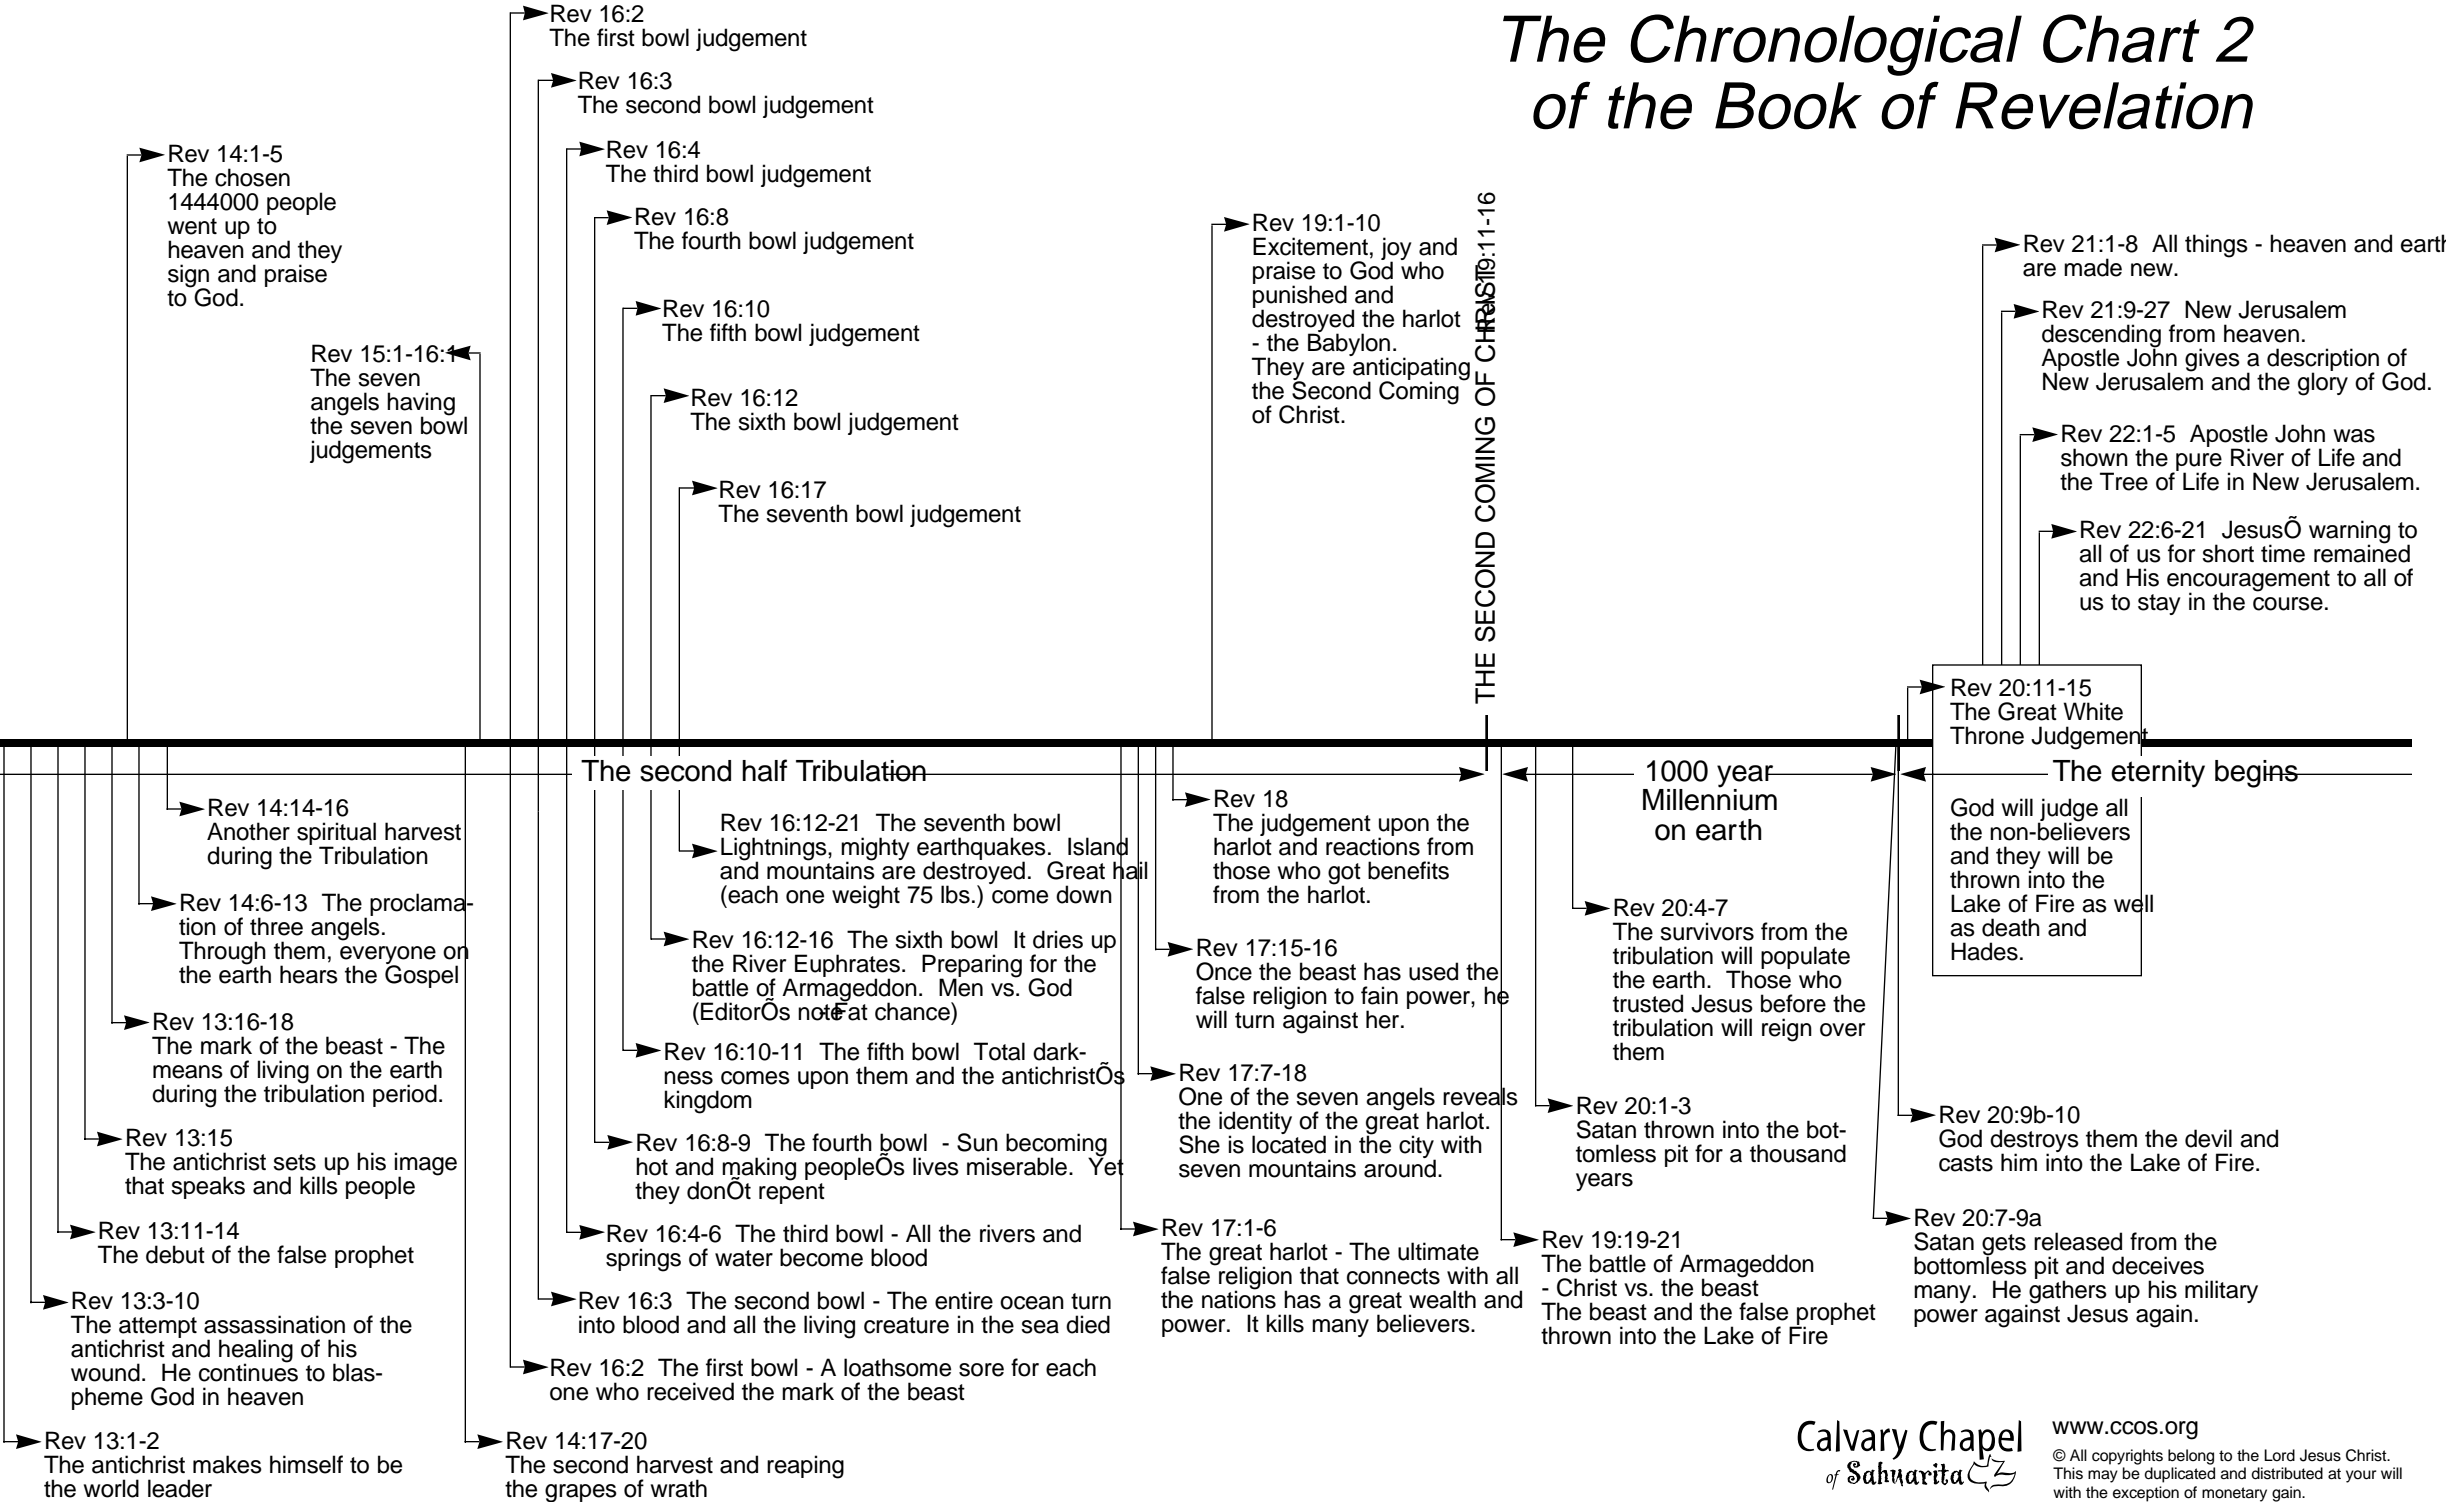 The Chronological Chart 2
of the Book of Revelation
Rev 16:2
The first bowl judgement
Rev 16:3
The second bowl judgement
Rev 16:4
The third bowl judgement
Rev 16:8
The fourth bowl judgement
Rev 16:10
The fifth bowl judgement
Rev 16:12
The sixth bowl judgement
Rev 16:17
The seventh bowl judgement
Rev 14:1-5
The chosen
1444000 people
went up to
heaven and they
sign and praise
to God.
Rev 15:1-16:1
The seven
angels having
the seven bowl
judgements
Rev 19:1-10
Excitement, joy and
praise to God who
punished and
destroyed the harlot
- the Babylon.
They are anticipating
the Second Coming
of Christ.
THE SECOND COMING OF CHRIST
Rev 19:11-16
Rev 21:1-8 All things - heaven and earth
are made new.
Rev 21:9-27 New Jerusalem
descending from heaven.
Apostle John gives a description of
New Jerusalem and the glory of God.
Rev 22:1-5 Apostle John was
shown the pure River of Life and
the Tree of Life in New Jerusalem.
Rev 22:6-21 JesusÕ warning to
all of us for short time remained
and His encouragement to all of
us to stay in the course.
Rev 20:11-15
The Great White
Throne Judgement
The second half Tribulation
1000 year
Millennium
on earth
The eternity begins
God will judge all
the non-believers
and they will be
thrown into the
Lake of Fire as well
as death and
Hades.
Rev 14:14-16
Another spiritual harvest
during the Tribulation
Rev 14:6-13 The proclama-
tion of three angels.
Through them, everyone on
the earth hears the Gospel
Rev 13:16-18
The mark of the beast - The
means of living on the earth
during the tribulation period.
Rev 13:15
The antichrist sets up his image
that speaks and kills people
Rev 13:11-14
The debut of the false prophet
Rev 13:3-10
The attempt assassination of the
antichrist and healing of his
wound. He continues to blas-
pheme God in heaven
Rev 13:1-2
The antichrist makes himself to be
the world leader
Rev 16:12-21 The seventh bowl
Lightnings, mighty earthquakes. Island
and mountains are destroyed. Great hail
(each one weight 75 lbs.) come down
Rev 16:12-16 The sixth bowl It dries up
the River Euphrates. Preparing for the
battle of Armageddon. Men vs. God
(EditorÕs note - Fat chance)
Rev 16:10-11 The fifth bowl Total dark-
ness comes upon them and the antichristÕs
kingdom
Rev 16:8-9 The fourth bowl - Sun becoming
hot and making peopleÕs lives miserable. Yet
they donÕt repent
Rev 16:4-6 The third bowl - All the rivers and
springs of water become blood
Rev 16:3 The second bowl - The entire ocean turn
into blood and all the living creature in the sea died
Rev 16:2 The first bowl - A loathsome sore for each
one who received the mark of the beast
Rev 14:17-20
The second harvest and reaping
the grapes of wrath
Rev 18
The judgement upon the
harlot and reactions from
those who got benefits
from the harlot.
Rev 17:15-16
Once the beast has used the
false religion to fain power, he
will turn against her.
Rev 17:7-18
One of the seven angels reveals
the identity of the great harlot.
She is located in the city with
seven mountains around.
Rev 17:1-6
The great harlot - The ultimate
false religion that connects with all
the nations has a great wealth and
power. It kills many believers.
Rev 20:4-7
The survivors from the
tribulation will populate
the earth. Those who
trusted Jesus before the
tribulation will reign over
them
Rev 20:1-3
Satan thrown into the bot-
tomless pit for a thousand
years
Rev 19:19-21
The battle of Armageddon
- Christ vs. the beast
The beast and the false prophet
thrown into the Lake of Fire
Rev 20:9b-10
God destroys them the devil and
casts him into the Lake of Fire.
Rev 20:7-9a
Satan gets released from the
bottomless pit and deceives
many. He gathers up his military
power against Jesus again.
Calvary Chapel
of Sahuarita
www.ccos.org
© All copyrights belong to the Lord Jesus Christ.
This may be duplicated and distributed at your will
with the exception of monetary gain.